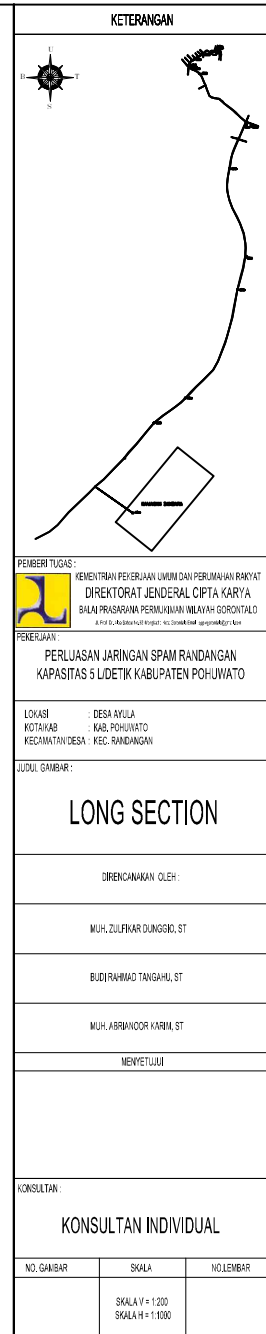 KETERANGAN
U
B
T
S
PEMBERI TUGAS :
KEMENTRIAN PEKERJAAN UMUM DAN PERUMAHAN RAKYAT
DIREKTORAT JENDERAL CIPTA KARYA
BALAI PRASARANA PERMUKIMAN WILAYAH GORONTALO
PEKERJAAN :
PERLUASAN JARINGAN SPAM RANDANGAN
KAPASITAS 5 L/DETIK KABUPATEN POHUWATO
LOKASI : DESA AYULA
KOTA/KAB : KAB. POHUWATO
KECAMATAN/DESA : KEC. RANDANGAN
JUDUL GAMBAR :
LONG SECTION
DIRENCANAKAN OLEH :
MUH. ZULFIKAR DUNGGIO, ST
BUDI RAHMAD TANGAHU, ST
MUH. ABRIANOOR KARIM, ST
MENYETUJUI
KONSULTAN :
KONSULTAN INDIVIDUAL
NO. GAMBAR SKALA NO.LEMBAR
SKALA V = 1:200
SKALA H = 1:1000